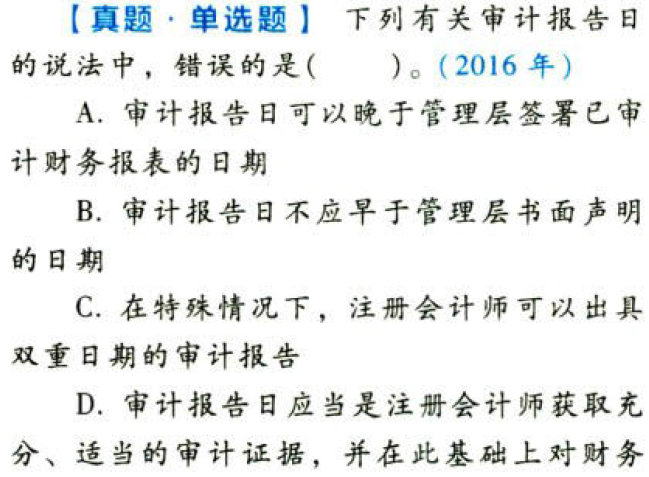 【真题·单选题】 下列有关审计报告日
的说法中，错误的是(　　)。(2016 年)
A. 审计报告日可以晚于管理层签署已审
计财务报表的日期
B. 审计报告日不应早于管理层书面声明
的日期
C. 在特殊情况下，注册会计师可以出具
双重日期的审计报告
D. 审计报告日应当是注册会计师获取充
分、适当的审计证据，并在此基础上对财务